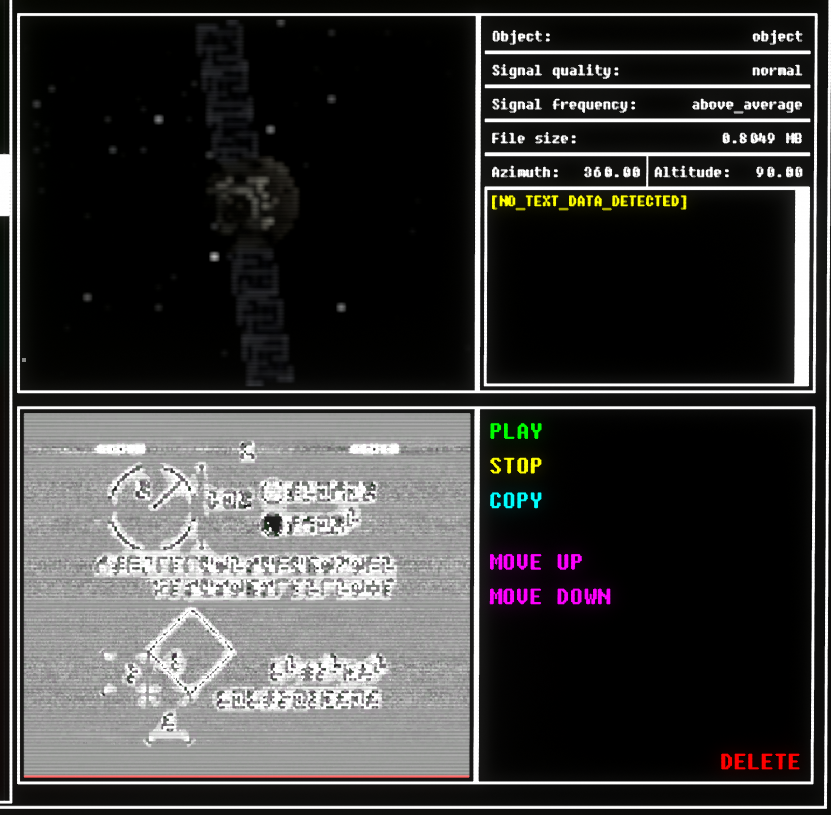 Object: object
Signal quality: normal
Signal frequency: above_average
File size: 0.8049 MB
Azimuth: 360.00 Altitude: 90.00
[NO_TEXT_DATA_DETECTED]
PLAY
STOP
COPY
MOVE UP
MOVE DOWN
DELETE